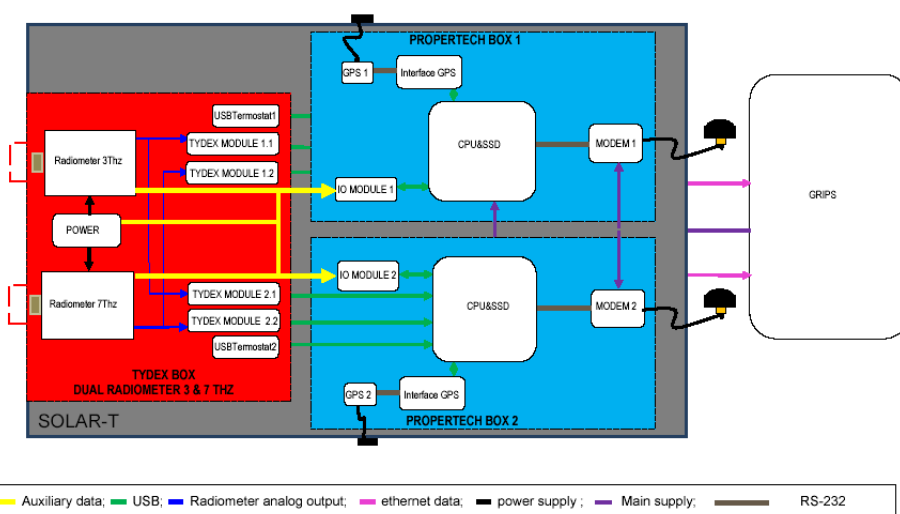 PROPERTECH BOX 1
GPS 1
Interface GPS
USBTermostat1
TYDEX MODULE 1.1
TYDEX MODULE 1.2
CPU&SSD
MODEM 1
Radiometer 3Thz
IO MODULE 1
GRIPS
POWER
IO MODULE 2
Radiometer 7Thz
TYDEX MODULE 2.1
TYDEX MODULE 2.2
USBTermostat2
CPU&SSD
MODEM 2
TYDEX BOX
DUAL RADIOMETER 3 & 7 THZ
GPS 2
Interface GPS
SOLAR-T
PROPERTECH BOX 2
Auxiliary data; USB; Radiometer analog output; ethernet data; power supply ; Main supply; RS-232